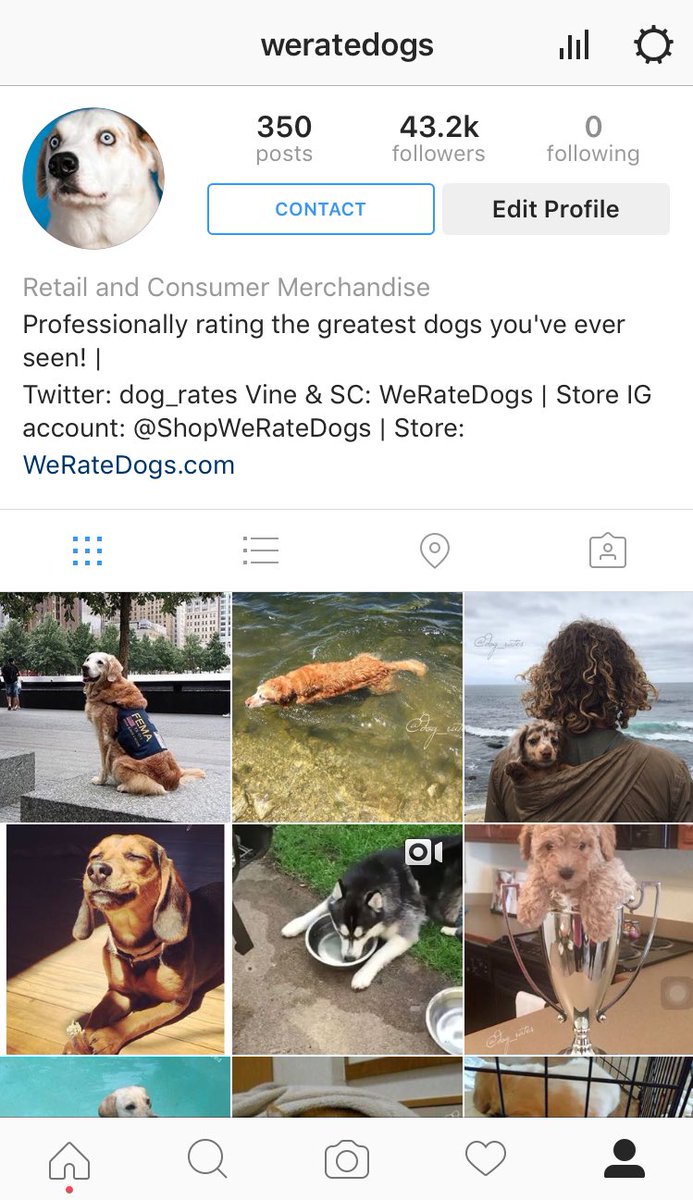 weratedogs
350 43.2k 0
posts followers following
CONTACT Edit Profile
Retail and Consumer Merchandise
Professionally rating the greatest dogs you've ever
seen! |
Twitter: dog_rates Vine & SC: WeRateDogs | Store IG
account: @ShopWeRateDogs | Store:
WeRateDogs.com
@dog_rates
FEMA
@dog_rates
@dog_rates